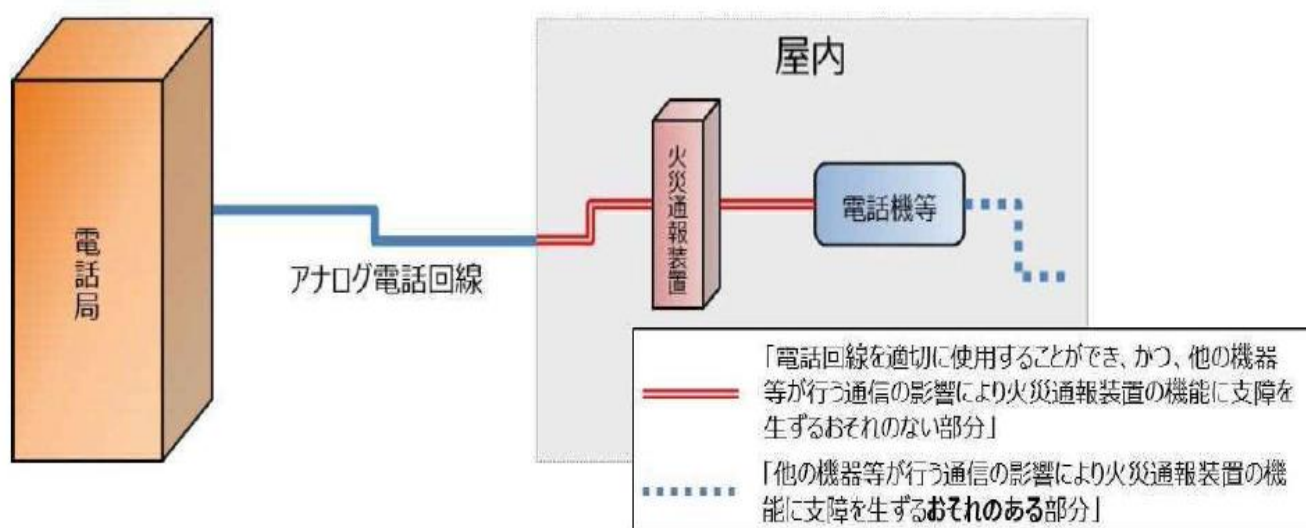 屋内
電話局
アナログ電話回線
火災通報装置
電話機等
「電話回線を適切に使用することができ、かつ、他の機器
等が行う通信の影響により火災通報装置の機能に支障を
生ずるおそれのない部分」
「他の機器等が行う通信の影響により火災通報装置の機
能に支障を生ずるおそれのある部分」